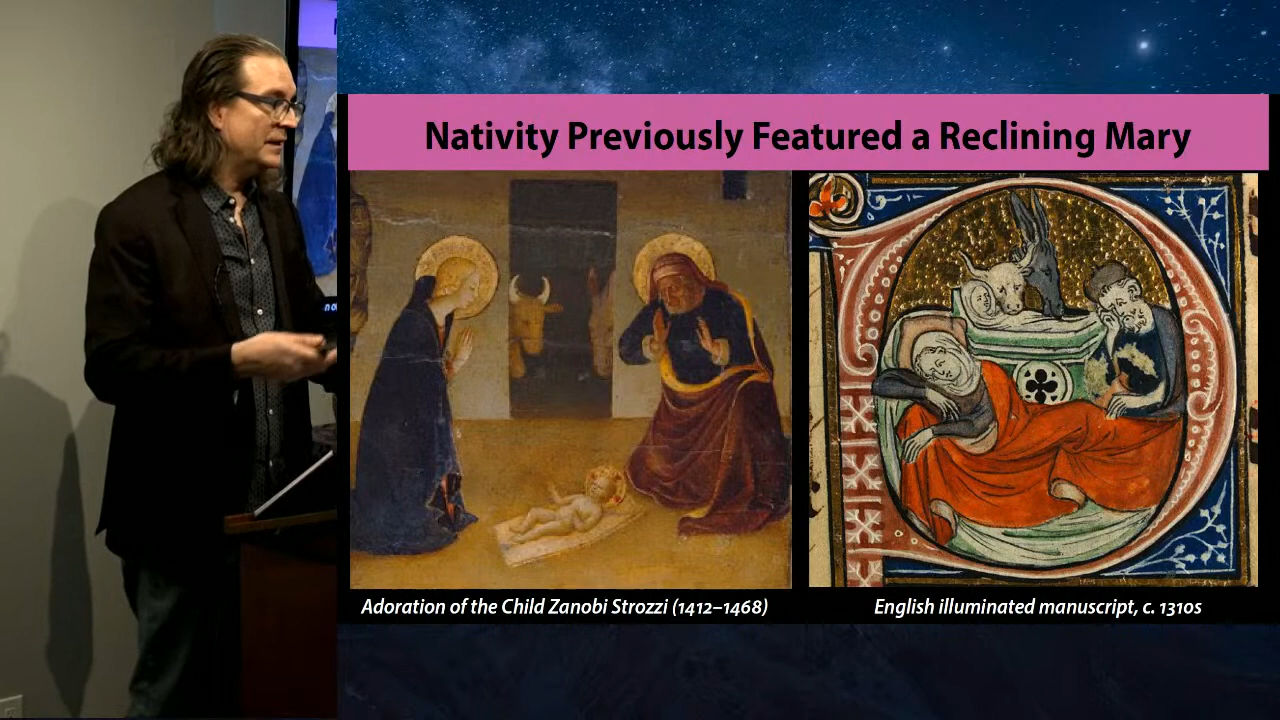 Nativity Previously Featured a Reclining Mary
Adoration of the Child Zanobi Strozzi (1412–1468)
English illuminated manuscript, c. 1310s